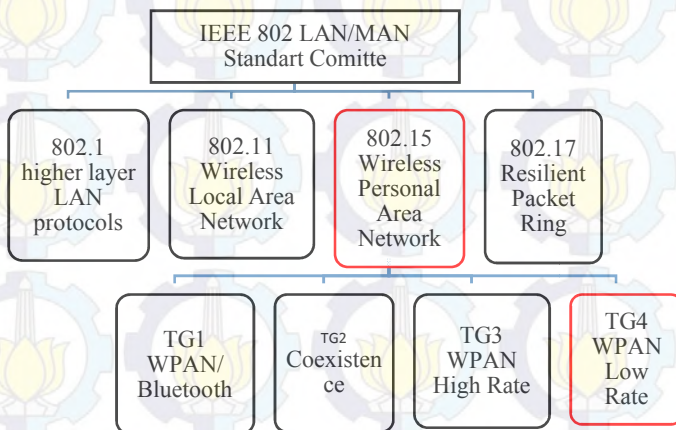 IEEE 802 LAN/MAN
Standart Comitte
802.1
higher layer
LAN
protocols
802.11
Wireless
Local Area
Network
802.15
Wireless
Personal
Area
Network
802.17
Resilient
Packet
Ring
TG1
WPAN/
Bluetooth
TG2
Coexisten
ce
TG3
WPAN
High Rate
TG4
WPAN
Low
Rate